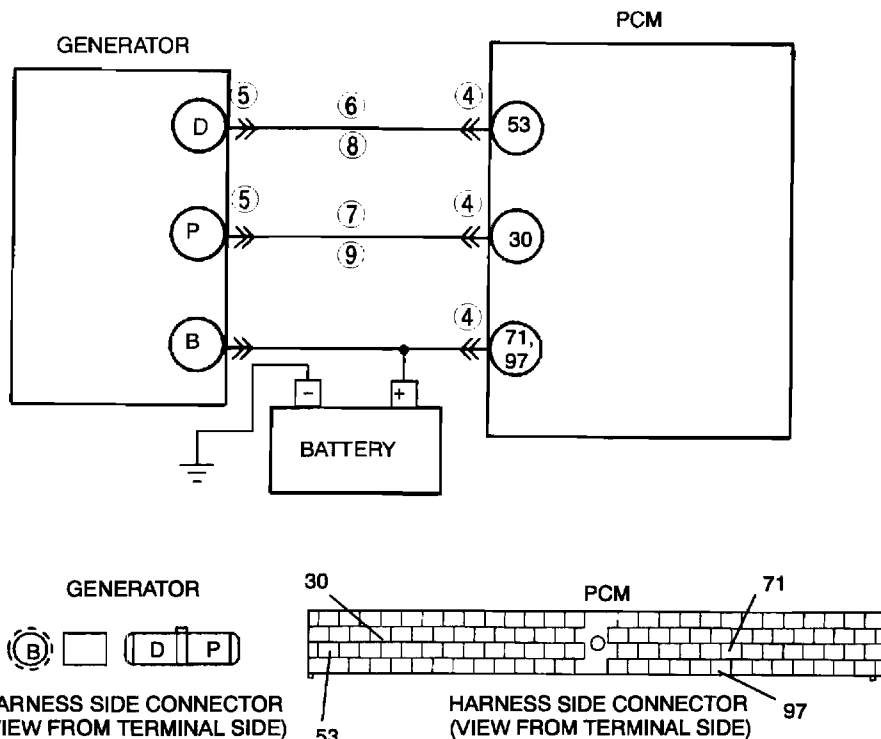 PCM
GENERATOR
5 6 4
D 53
8
5 7 4
P 30
9
4
B 71,
97
- +
BATTERY
GENERATOR
30 PCM 71
B D P
ARNESS SIDE CONNECTOR
VIEW FROM TERMINAL SIDE)
53
HARNESS SIDE CONNECTOR
(VIEW FROM TERMINAL SIDE)
97